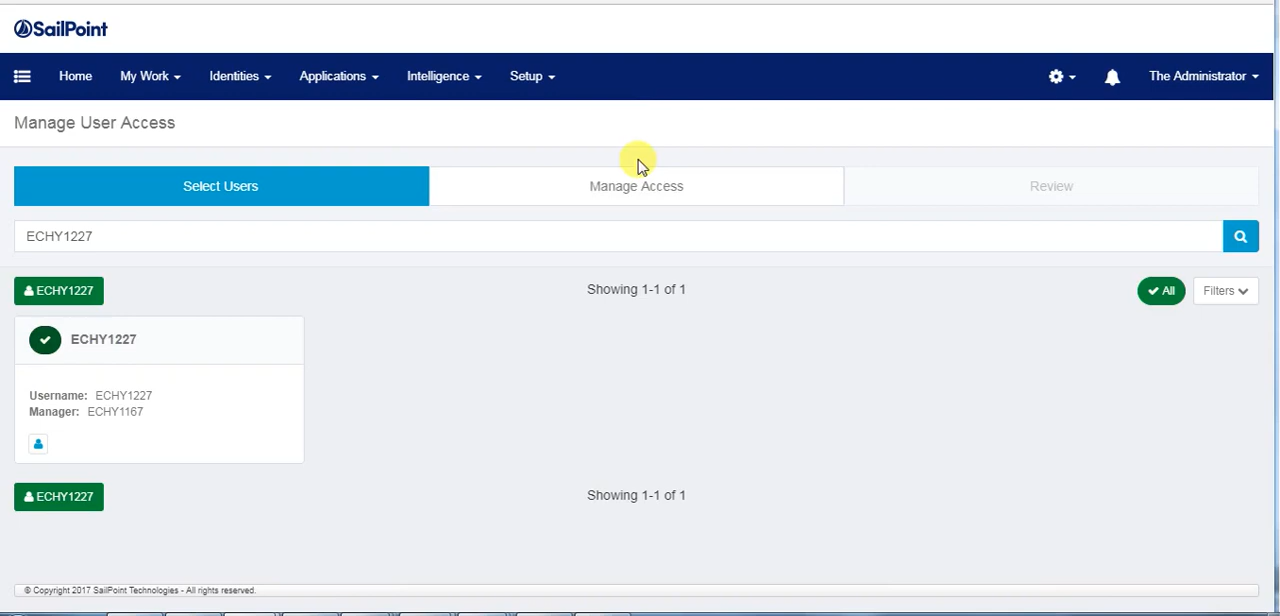 SailPoint
Home My Work Identities Applications Intelligence Setup The Administrator
Manage User Access
Select Users Manage Access Review
ECHY1227
ECHY1227 Showing 1-1 of 1 All Filters
ECHY1227
Username: ECHY1227
Manager: ECHY1167
ECHY1227 Showing 1-1 of 1
© Copyright 2017 SailPoint Technologies - All rights reserved.